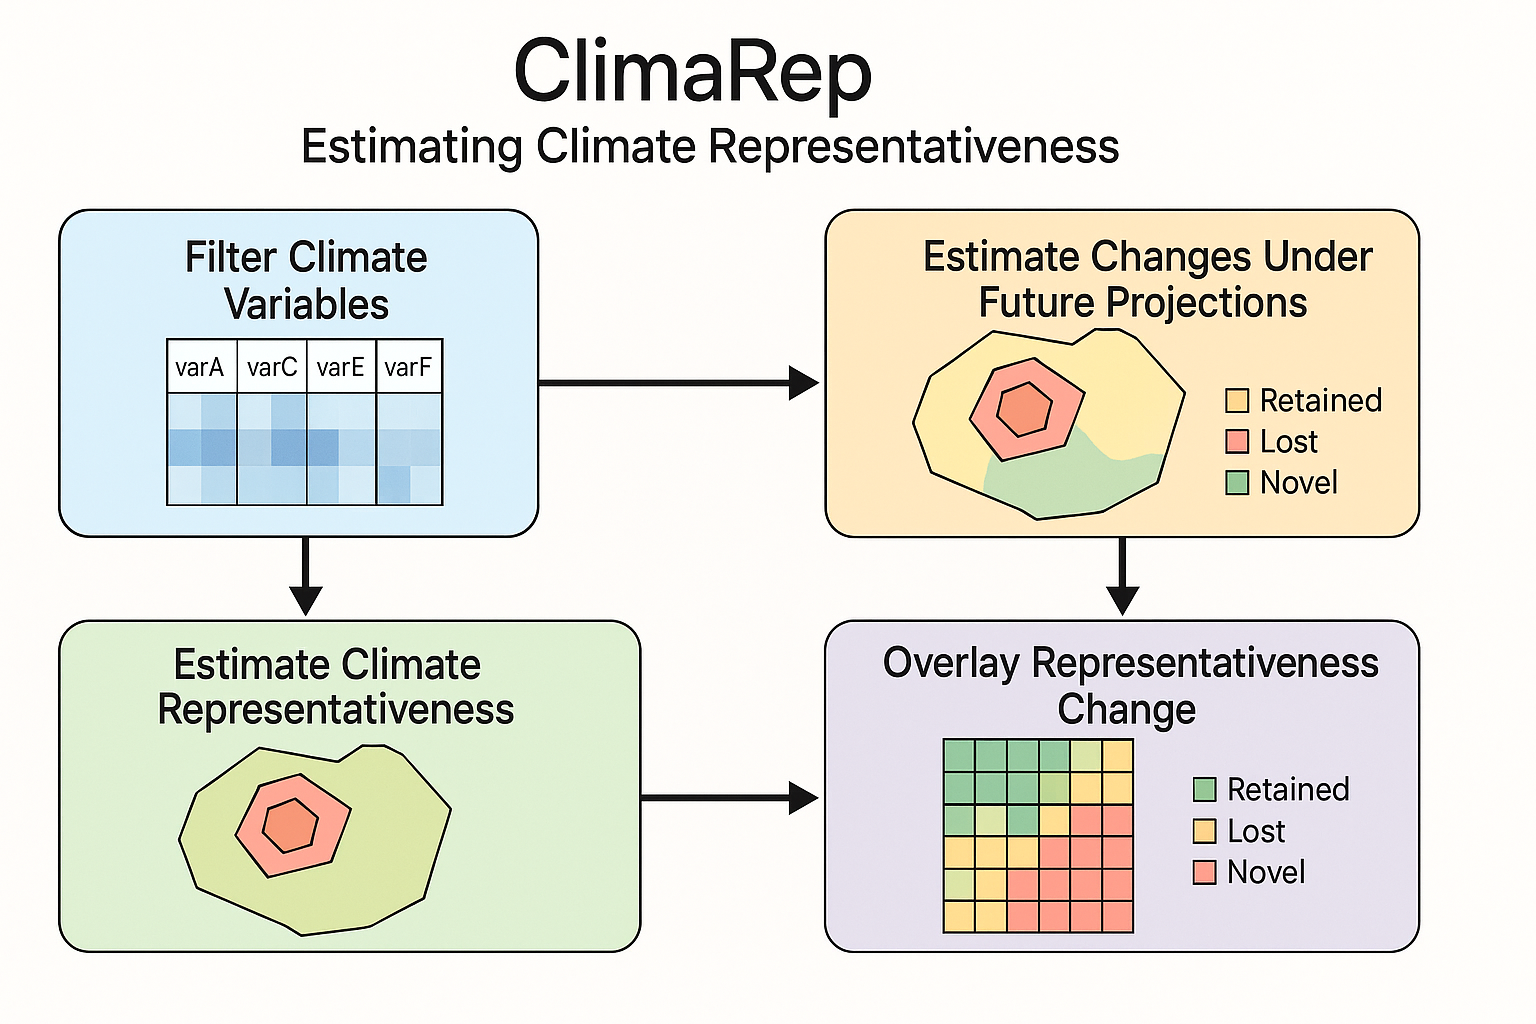 ClimaRep
Estimating Climate Representativeness
Filter Climate
Variables
varA varC varE varF
Estimate Changes Under
Future Projections
Retained
Lost
Novel
Estimate Climate
Representativeness
Overlay Representativeness
Change
Retained
Lost
Novel